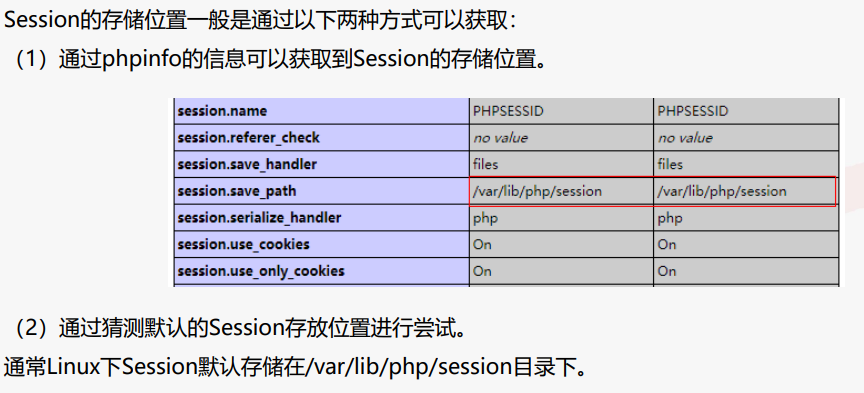 Session的存储位置一般是通过以下两种方式可以获取：
（1）通过phpinfo的信息可以获取到Session的存储位置。
session.name PHPSESSID PHPSESSID
session.referer_check no value no value
session.save_handler files files
session.save_path /var/lib/php/session /var/lib/php/session
session.serialize_handler php php
session.use_cookies On On
session.use_only_cookies On On
（2）通过猜测默认的Session存放位置进行尝试。
通常Linux下Session默认存储在/var/lib/php/session目录下。